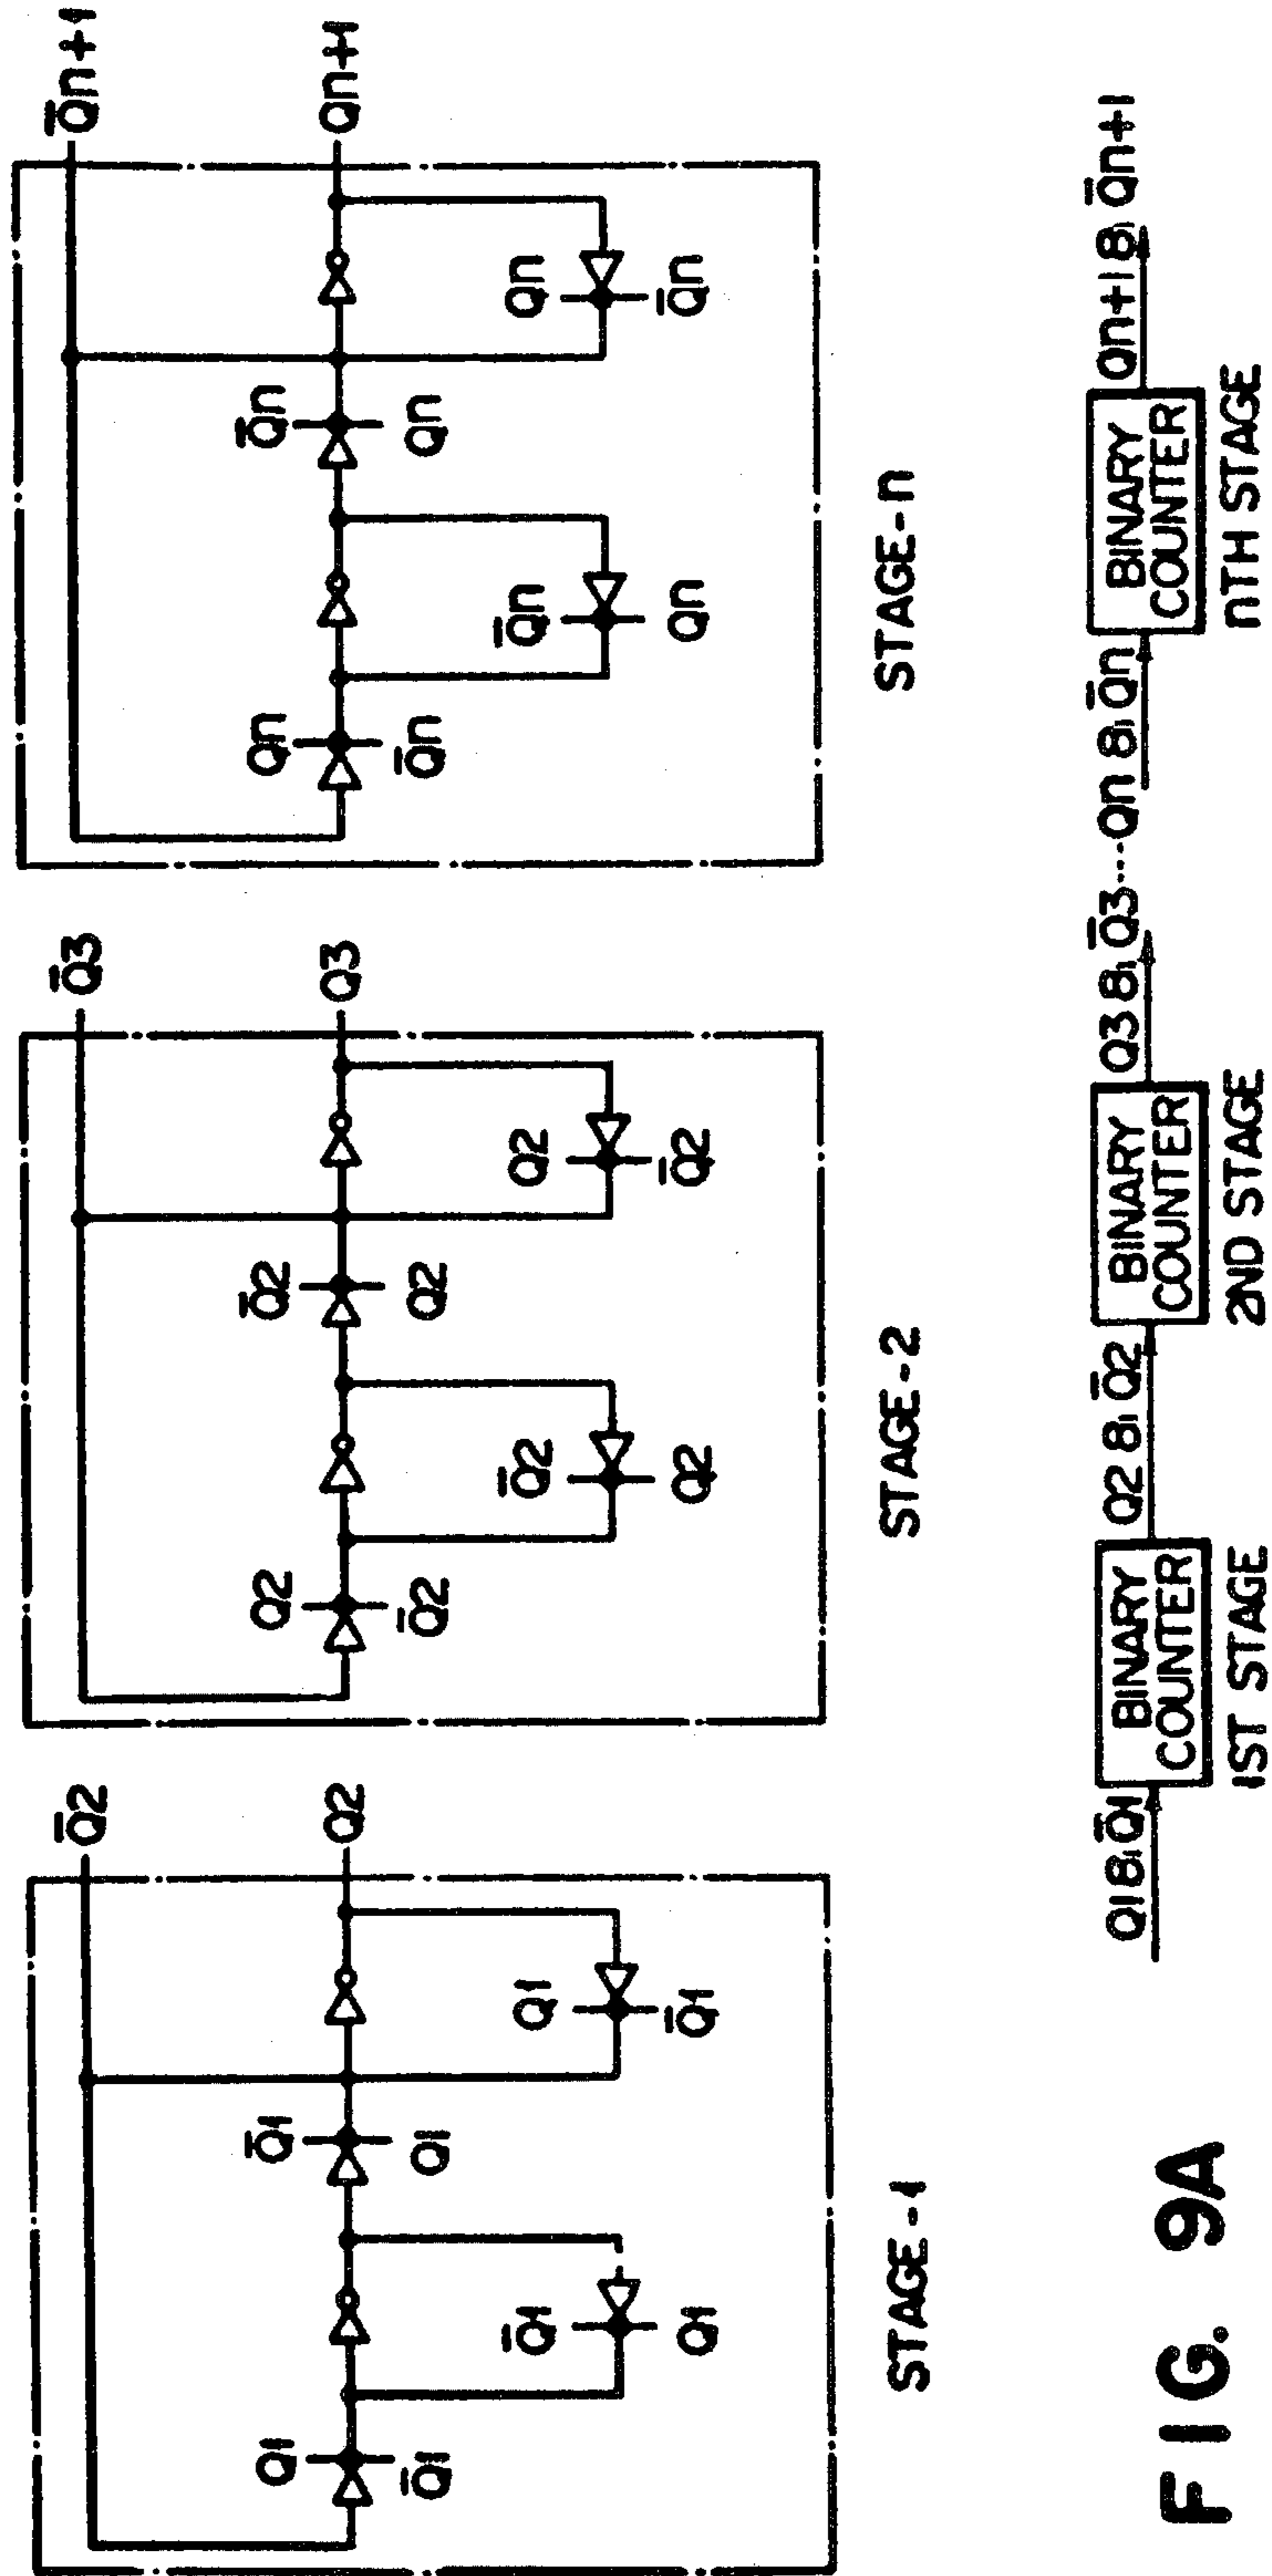 Q̄2
Q1 Q̄1 Q2
Q̄1 Q1
Q̄1 Q1
Q1 Q̄1
STAGE-1
Q̄3
Q2 Q̄2 Q3
Q̄2 Q2
Q̄2 Q2
Q2 Q̄2
STAGE-2
Q̄n+1
Qn Q̄n Qn+1
Q̄n Qn
Q̄n Qn
Qn Q̄n
STAGE-n
Q1 & Q̄1
BINARY
COUNTER
1ST STAGE
Q2 & Q̄2
BINARY
COUNTER
2ND STAGE
Q3 & Q̄3----Qn & Q̄n
BINARY
COUNTER
nTH STAGE
Qn+1 & Q̄n+1
FIG. 9A